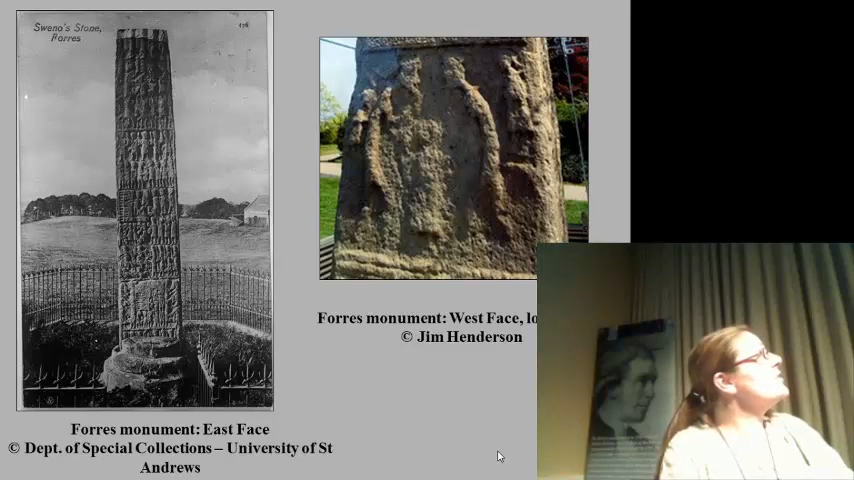 Sweno's Stone,
Forres
Forres monument: East Face
© Dept. of Special Collections – University of St
Andrews
Forres monument: West Face,
© Jim Henderson